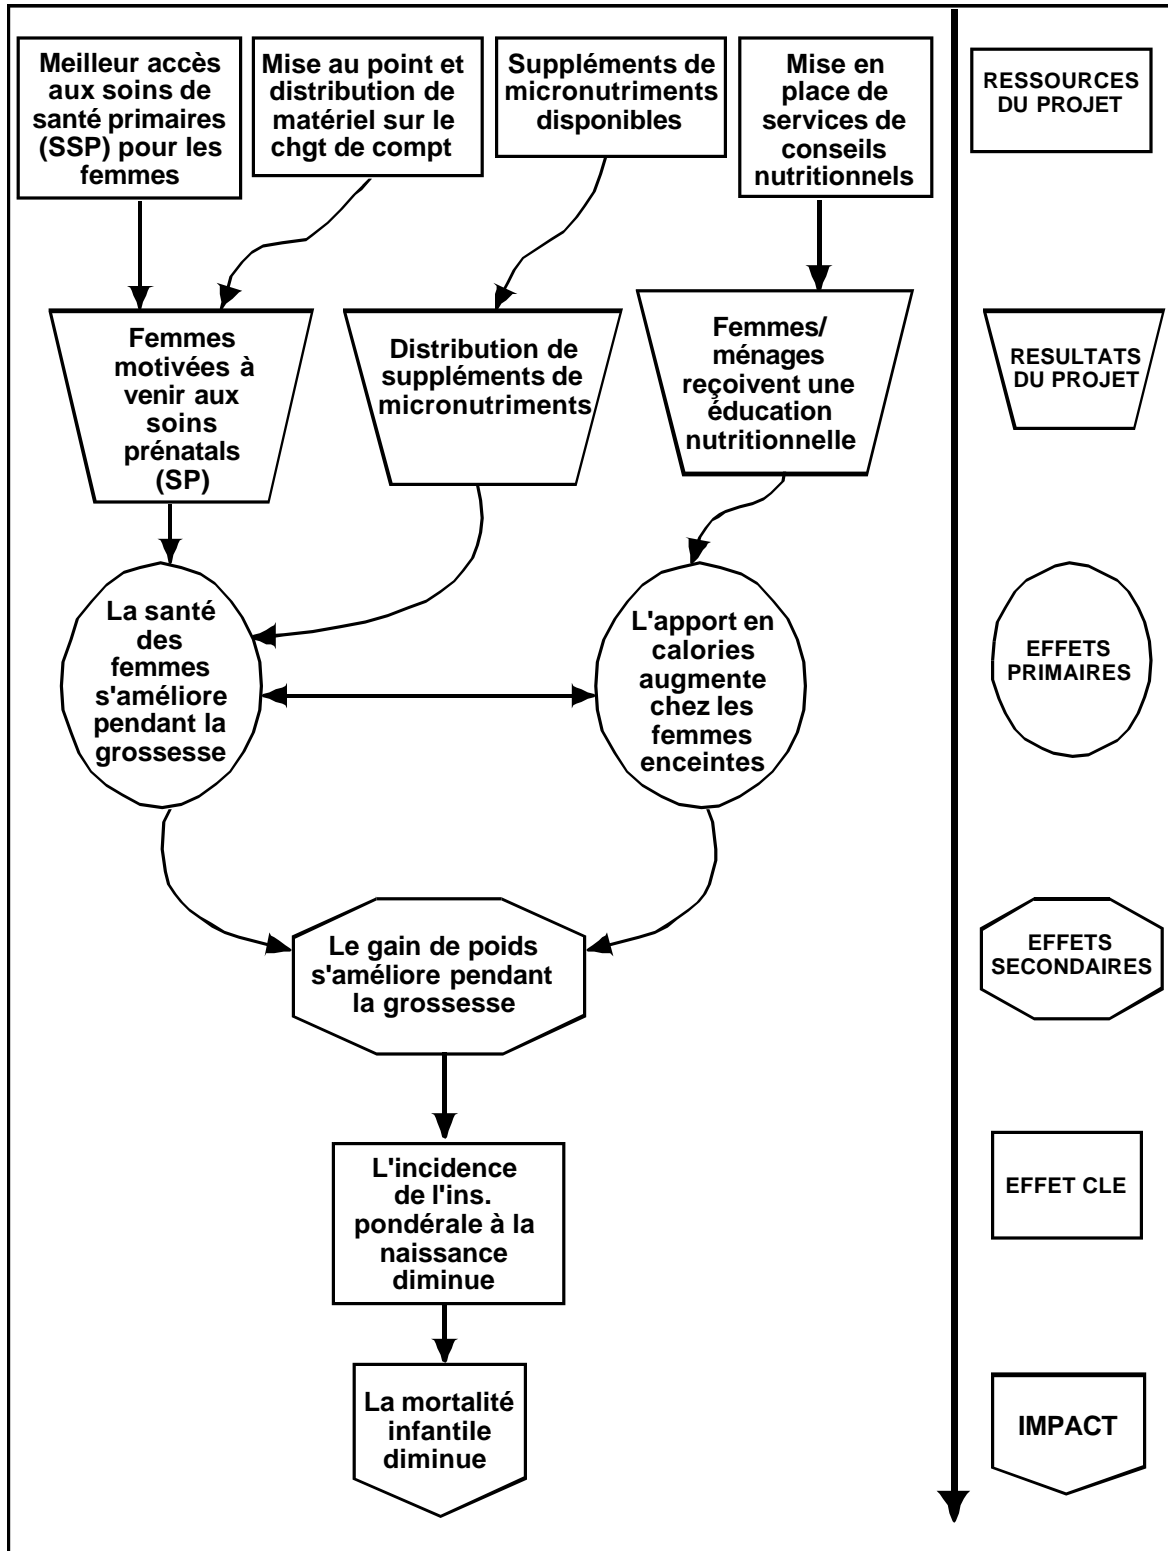 Meilleur accès
aux soins de
santé primaires
(SSP) pour les
femmes
Mise au point et
distribution de
matériel sur le
chgt de compt
Suppléments de
micronutriments
disponibles
Mise en
place de
services de
conseils
nutritionnels
RESSOURCES
DU PROJET
Femmes
motivées à
venir aux
soins
prénatals
(SP)
Distribution de
suppléments de
micronutriments
Femmes/
ménages
reçoivent une
éducation
nutritionnelle
RESULTATS
DU PROJET
La santé
des
femmes
s'améliore
pendant la
grossesse
L'apport en
calories
augmente
chez les
femmes
enceintes
EFFETS
PRIMAIRES
Le gain de poids
s'améliore pendant
la grossesse
EFFETS
SECONDAIRES
L'incidence
de l'ins.
pondérale à la
naissance
diminue
EFFET CLE
La mortalité
infantile
diminue
IMPACT